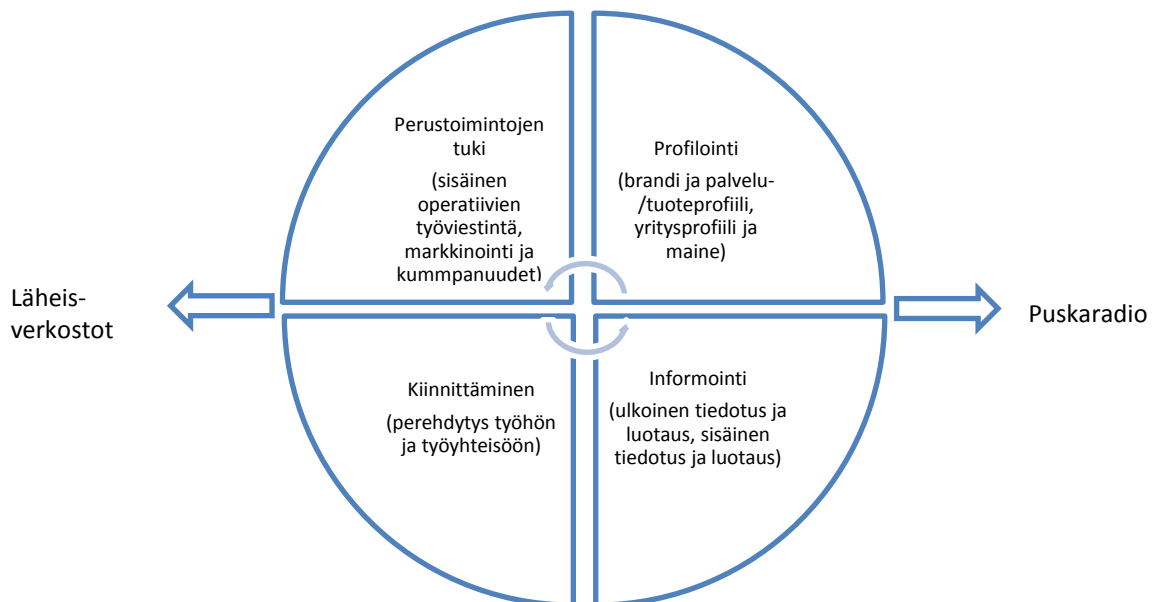 Perustoimintojen
tuki
(sisäinen
operatiivien
työviestintä,
markkinointi ja
kummpanuudet)
Profilointi
(brandi ja palvelu-
/tuoteprofiili,
yritysprofiili ja
maine)
Läheis-
verkostot
Puskaradio
Kiinnittäminen
(perehdytys työhön
ja työyhteisöön)
Informointi
(ulkoinen tiedotus ja
luotaus, sisäinen
tiedotus ja luotaus)